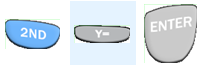 2ND Y= ENTER